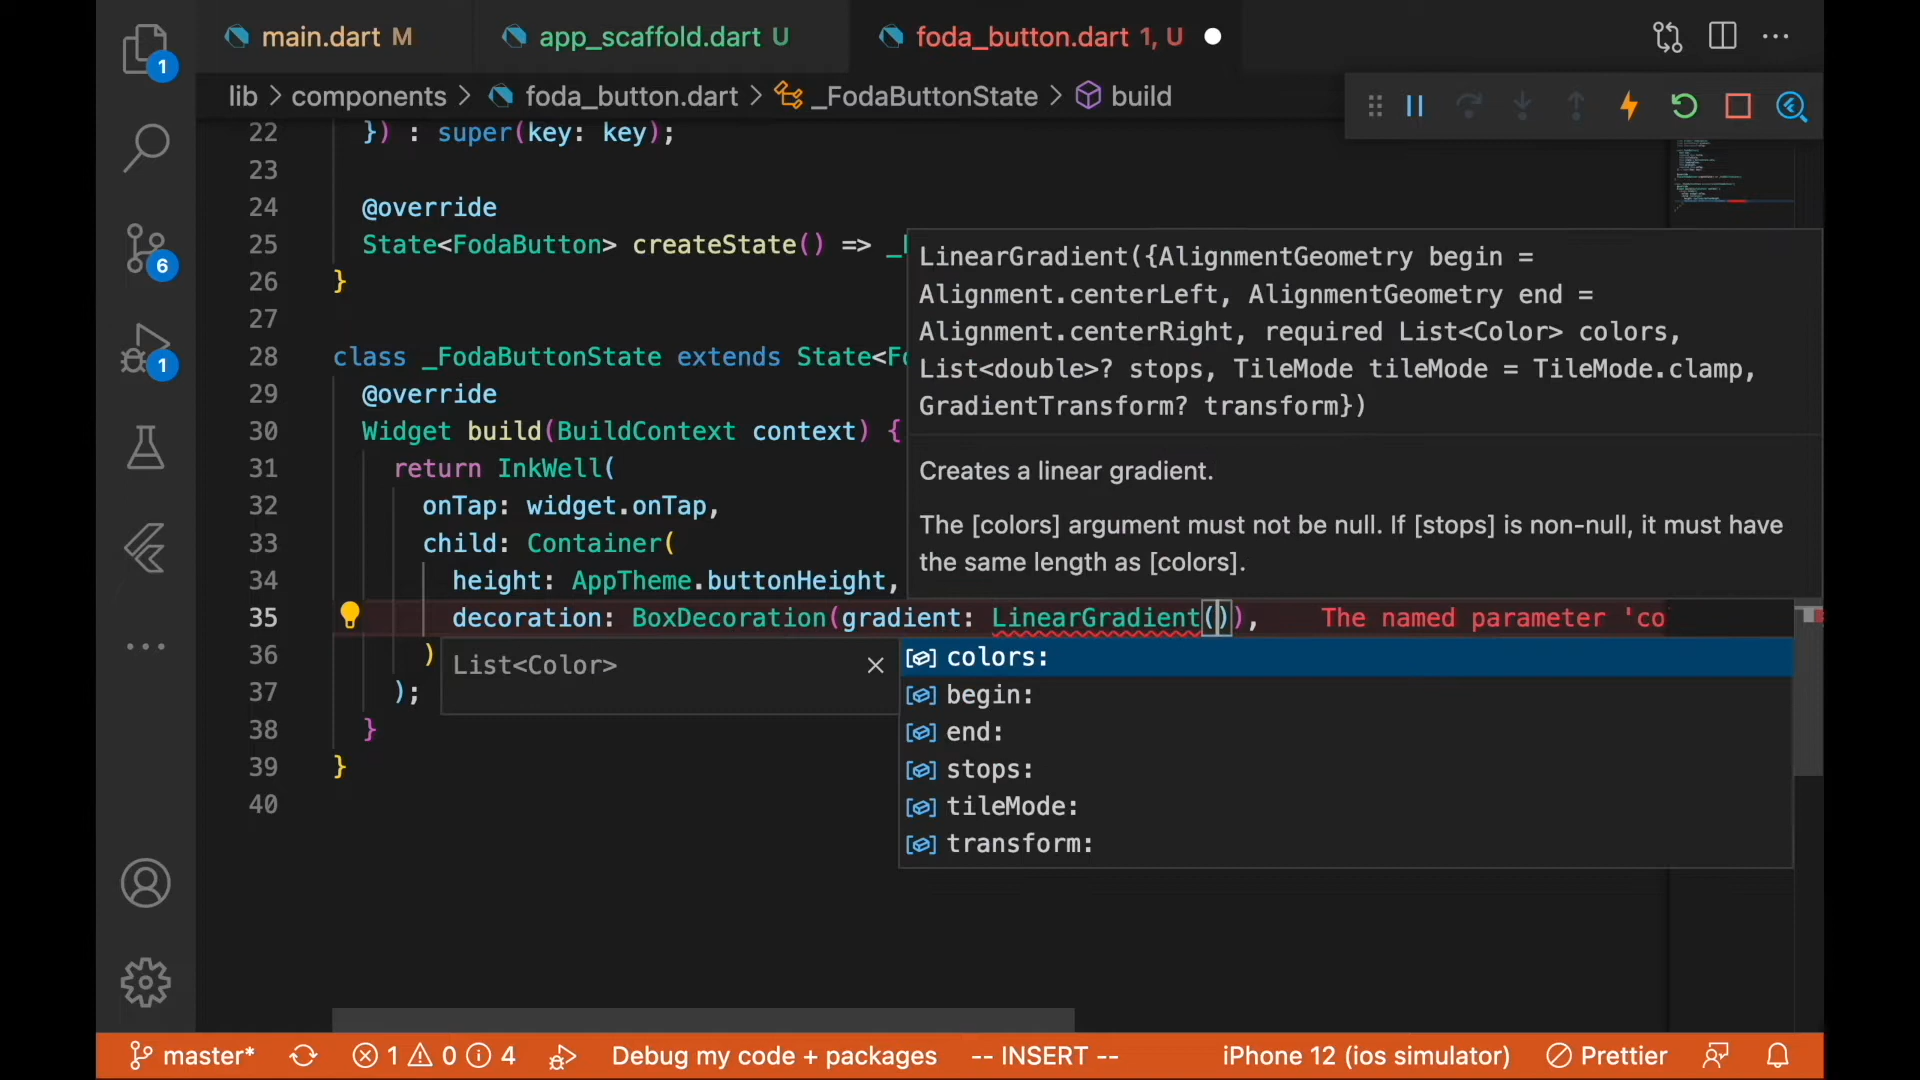 main.dart M
app_scaffold.dart U
foda_button.dart 1, U
lib > components > foda_button.dart > _FodaButtonState > build
1
6
1
22 }) : super(key: key);
23
24 @override
25 State<FodaButton> createState() => _
26 }
27
28 class _FodaButtonState extends State<Fo
29 @override
30 Widget build(BuildContext context) {
31 return InkWell(
32 onTap: widget.onTap,
33 child: Container(
34 height: AppTheme.buttonHeight,
35 decoration: BoxDecoration(gradient: LinearGradient()), The named parameter 'co
36 )
37 );
38 }
39 }
40
LinearGradient({AlignmentGeometry begin =
Alignment.centerLeft, AlignmentGeometry end =
Alignment.centerRight, required List<Color> colors,
List<double>? stops, TileMode tileMode = TileMode.clamp,
GradientTransform? transform})
Creates a linear gradient.
The [colors] argument must not be null. If [stops] is non-null, it must have
the same length as [colors].
List<Color>
colors:
begin:
end:
stops:
tileMode:
transform:
master* 1 0 4 Debug my code + packages -- INSERT -- iPhone 12 (ios simulator) Prettier